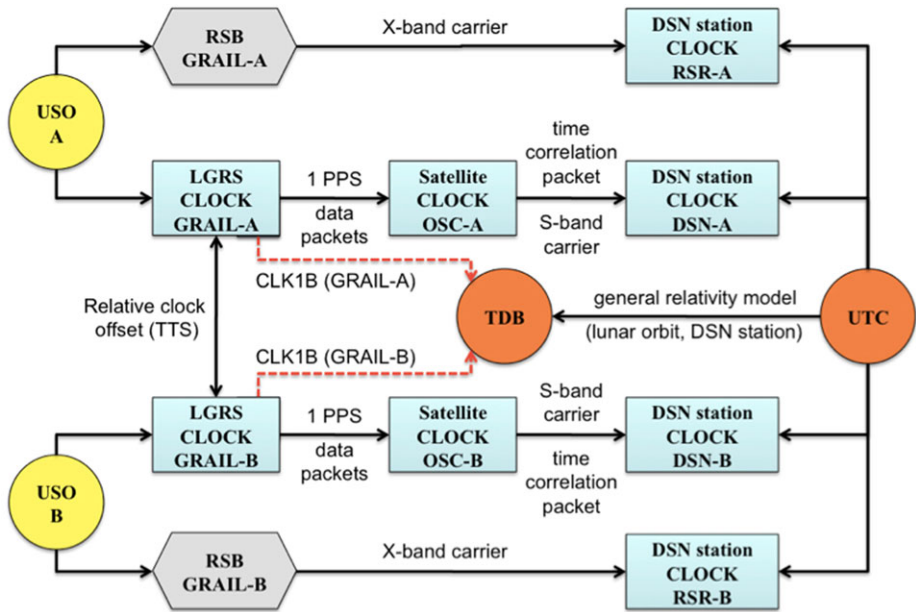 RSB
GRAIL-A
X-band carrier
DSN station
CLOCK
RSR-A
USO
A
LGRS
CLOCK
GRAIL-A
1 PPS
data
packets
Satellite
CLOCK
OSC-A
time
correlation
packet
S-band
carrier
DSN station
CLOCK
DSN-A
CLK1B (GRAIL-A)
Relative clock
offset (TTS)
TDB
general relativity model
(lunar orbit, DSN station)
UTC
CLK1B (GRAIL-B)
LGRS
CLOCK
GRAIL-B
1 PPS
data
packets
Satellite
CLOCK
OSC-B
S-band
carrier
time
correlation
packet
DSN station
CLOCK
DSN-B
USO
B
RSB
GRAIL-B
X-band carrier
DSN station
CLOCK
RSR-B